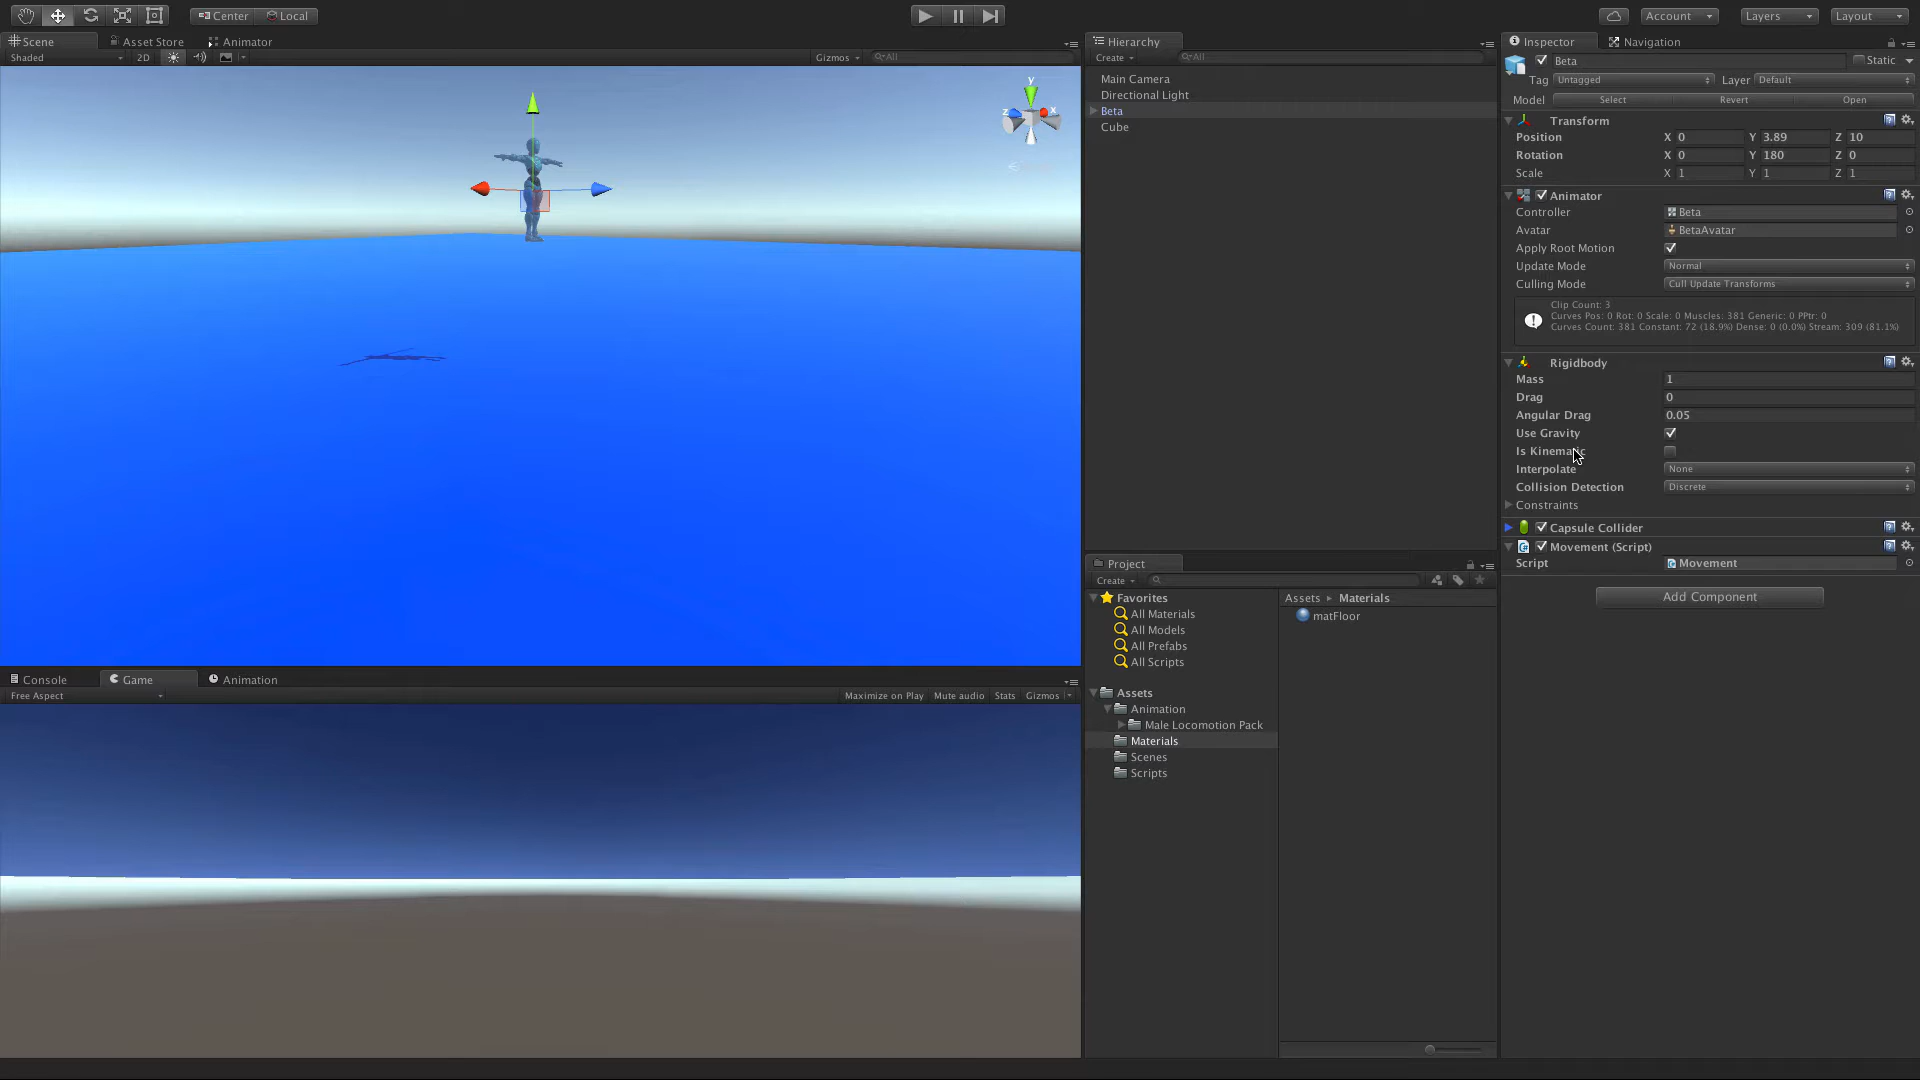 Center Local
Account Layers Layout
Scene Asset Store Animator
Shaded 2D Gizmos All
y
z x
Hierarchy
Create All
Main Camera
Directional Light
Beta
Cube
Inspector Navigation
Beta Static
Tag Untagged Layer Default
Model Select Revert Open
Transform
Position X 0 Y 3.89 Z 10
Rotation X 0 Y 180 Z 0
Scale X 1 Y 1 Z 1
Animator
Controller Beta
Avatar BetaAvatar
Apply Root Motion
Update Mode Normal
Culling Mode Cull Update Transforms
Clip Count: 3
Curves Pos: 0 Rot: 0 Scale: 0 Muscles: 381 Generic: 0 PPtr: 0
Curves Count: 381 Constant: 72 (18.9%) Dense: 0 (0.0%) Stream: 309 (81.1%)
Rigidbody
Mass 1
Drag 0
Angular Drag 0.05
Use Gravity
Is Kinematic
Interpolate None
Collision Detection Discrete
Constraints
Capsule Collider
Movement (Script)
Script Movement
Add Component
Project
Create
Favorites
All Materials
All Models
All Prefabs
All Scripts
Assets
Animation
Male Locomotion Pack
Materials
Scenes
Scripts
Assets Materials
matFloor
Console Game Animation
Free Aspect Maximize on Play Mute audio Stats Gizmos